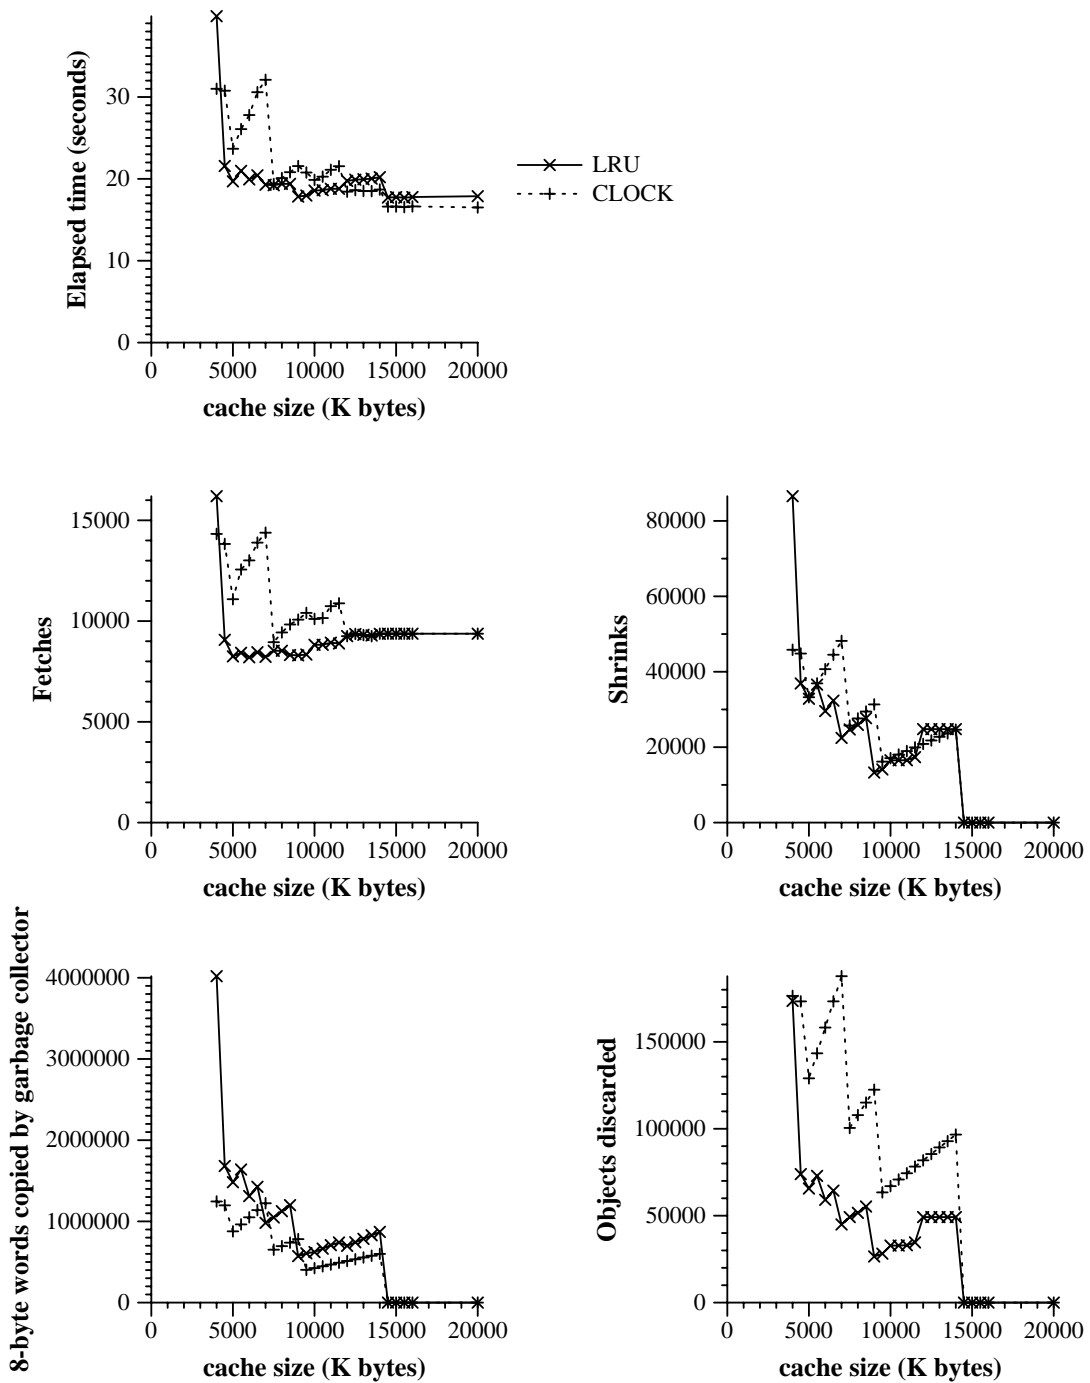 Elapsed time (seconds)
30
20
10
0
0 5000 10000 15000 20000
cache size (K bytes)
LRU
CLOCK
Fetches
15000
10000
5000
0
0 5000 10000 15000 20000
cache size (K bytes)
Shrinks
80000
60000
40000
20000
0
0 5000 10000 15000 20000
cache size (K bytes)
8-byte words copied by garbage collector
4000000
3000000
2000000
1000000
0
0 5000 10000 15000 20000
cache size (K bytes)
Objects discarded
150000
100000
50000
0
0 5000 10000 15000 20000
cache size (K bytes)